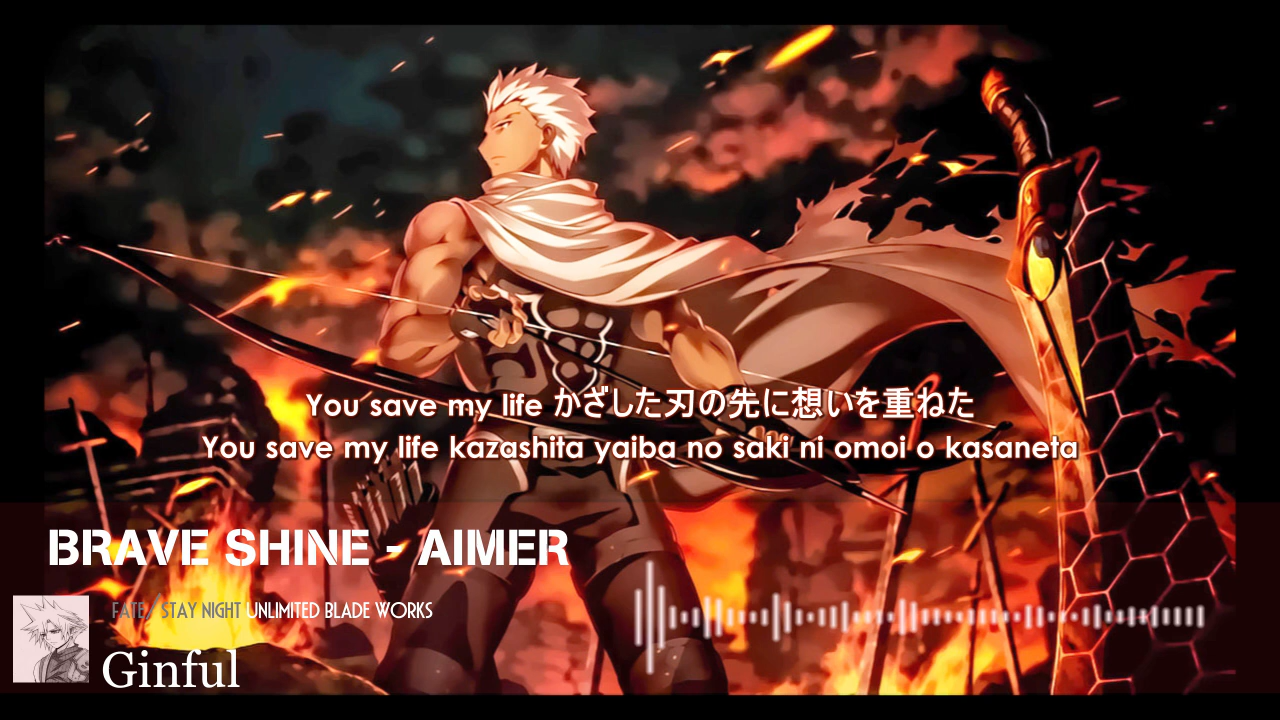 You save my life かざした刃の先に想いを重ねた
You save my life kazashita yaiba no saki ni omoi o kasaneta
BRAVE SHINE - AIMER
FATE/STAY NIGHT UNLIMITED BLADE WORKS
Ginful